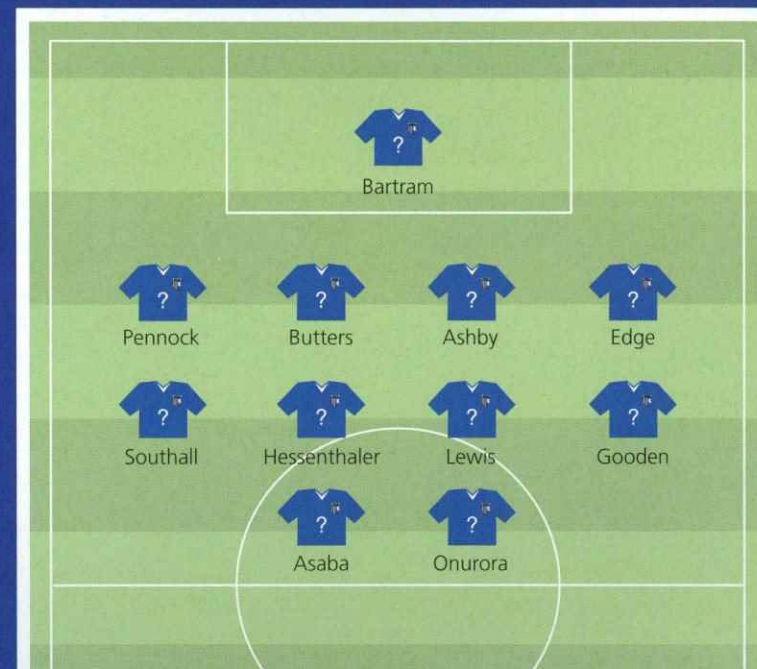 ?
Bartram
? ? ? ?
Pennock Butters Ashby Edge
? ? ? ?
Southall Hessenthaler Lewis Gooden
? ?
Asaba Onurora